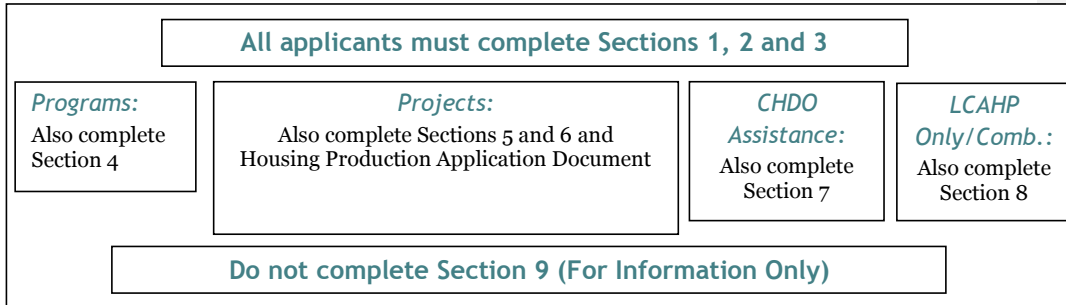 All applicants must complete Sections 1, 2 and 3
Programs:
Also complete
Section 4
Projects:
Also complete Sections 5 and 6 and
Housing Production Application Document
CHDO
Assistance:
Also complete
Section 7
LCAHP
Only/Comb.:
Also complete
Section 8
Do not complete Section 9 (For Information Only)